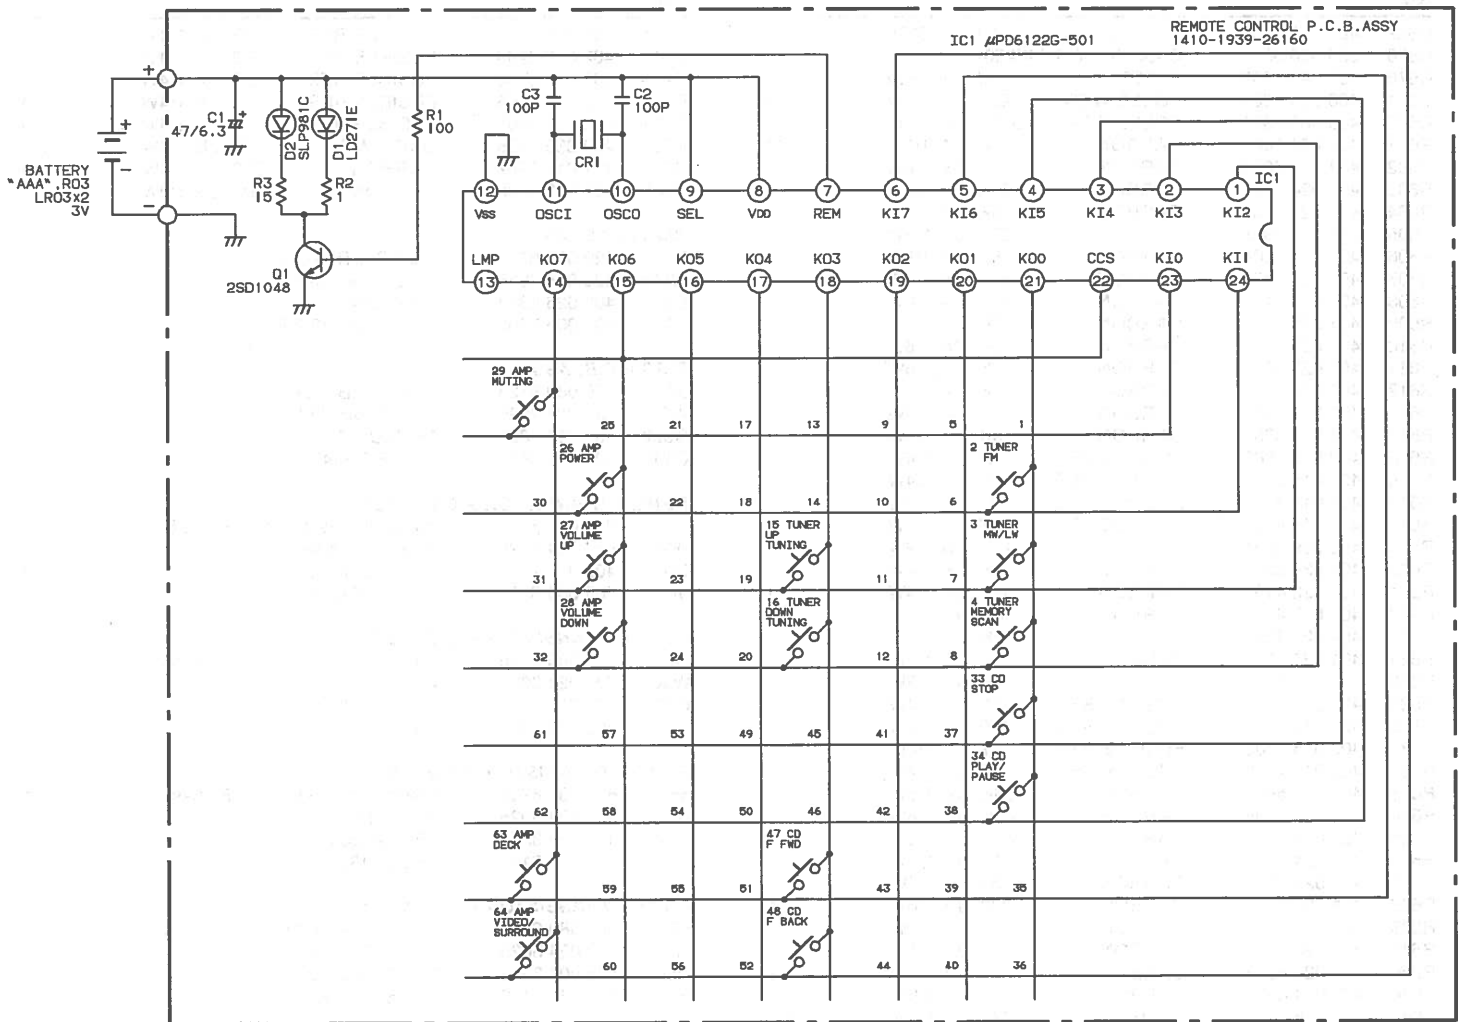 REMOTE CONTROL P.C.B.ASSY
1410-1939-26160
IC1 µPD6122G-501
+
C1
47/6.3
+
D2
SLP981C
D1
LD271E
R1
100
C3
100P
C2
100P
CR1
+
-
BATTERY
"AAA",R03
LR03x2
3V
-
R3
15
R2
1
Q1
2SD1048
IC1
12 11 10 9 8 7 6 5 4 3 2 1
Vss OSCI OSCO SEL VDD REM KI7 KI6 KI5 KI4 KI3 KI2
LMP KO7 KO6 KO5 KO4 KO3 KO2 KO1 KO0 CCS KI0 KI1
13 14 15 16 17 18 19 20 21 22 23 24
29 AMP
MUTING
25 21 17 13 9 5 1
26 AMP
POWER
2 TUNER
FM
30 22 18 14 10 6
27 AMP
VOLUME
UP
15 TUNER
UP
TUNING
3 TUNER
MW/LW
31 23 19 11 7
28 AMP
VOLUME
DOWN
16 TUNER
DOWN
TUNING
4 TUNER
MEMORY
SCAN
32 24 20 12 8
33 CD
STOP
61 57 53 49 45 41 37
34 CD
PLAY/
PAUSE
62 58 54 50 46 42 38
63 AMP
DECK
47 CD
F FWD
59 55 51 43 39 35
64 AMP
VIDEO/
SURROUND
48 CD
F BACK
60 56 52 44 40 36